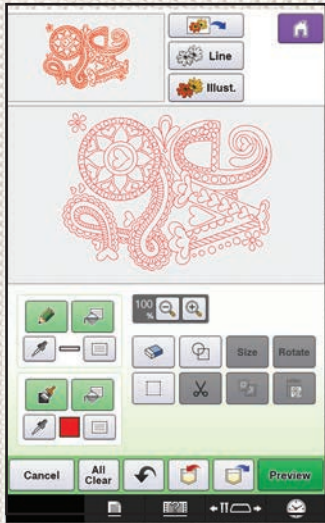 Line
Illust.
100
%
Size
Rotate
Cancel
All
Clear
Preview